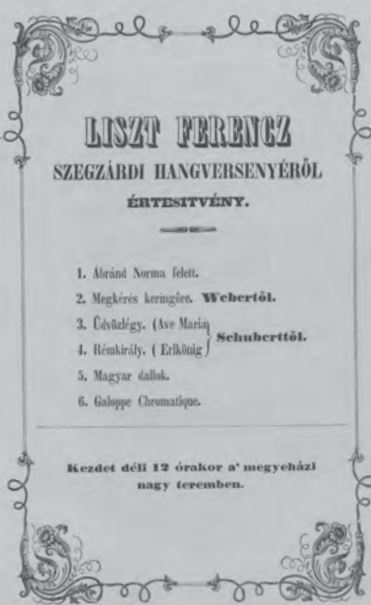 LISZT FERENCZ
SZEGZÁRDI HANGVERSENYÉRŐL
ÉRTESITVÉNY.
1. Ábránd Norma felett.
2. Megkérés keringőre. Webertől.
3. Üdvözlégy. (Ave Maria)
Schuberttől.
4. Rémkirály. ( Erlkönig )
5. Magyar dallok.
6. Galoppe Chromatique.
Kezdet déli 12 órakor a' megyeházi
nagy teremben.